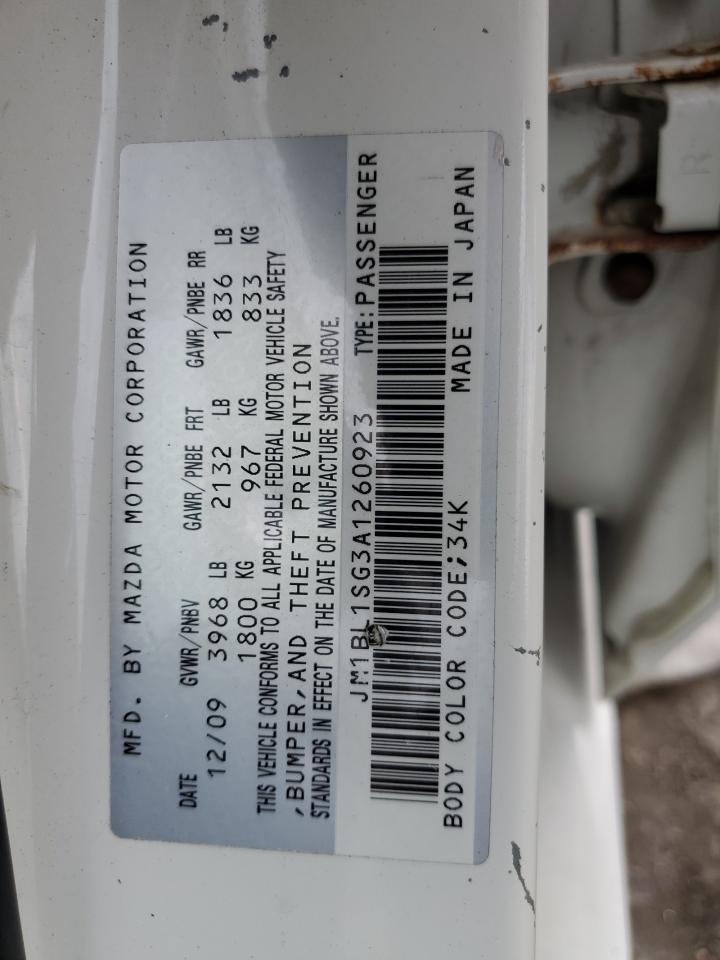 MFD. BY MAZDA MOTOR CORPORATION
DATE GVWR/PNBV GAWR/PNBE FRT GAWR/PNBE RR
12/09 3968 LB 2132 LB 1836 LB
1800 KG 967 KG 833 KG
THIS VEHICLE CONFORMS TO ALL APPLICABLE FEDERAL MOTOR VEHICLE SAFETY
,BUMPER,AND THEFT PREVENTION
STANDARDS IN EFFECT ON THE DATE OF MANUFACTURE SHOWN ABOVE.
JM1BL1SG3A1260923 TYPE:PASSENGER
BODY COLOR CODE;34K MADE IN JAPAN
R